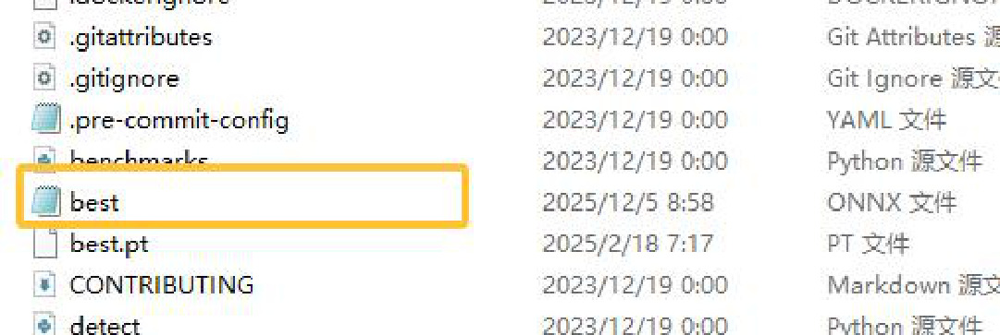 .gitattributes 2023/12/19 0:00 Git Attributes 源
.gitignore 2023/12/19 0:00 Git Ignore 源文
.pre-commit-config 2023/12/19 0:00 YAML 文件
benchmarks 2023/12/19 0:00 Python 源文件
best 2025/12/5 8:58 ONNX 文件
best.pt 2025/2/18 7:17 PT 文件
CONTRIBUTING 2023/12/19 0:00 Markdown 源文
detect 2023/12/19 0:00 Python 源文件